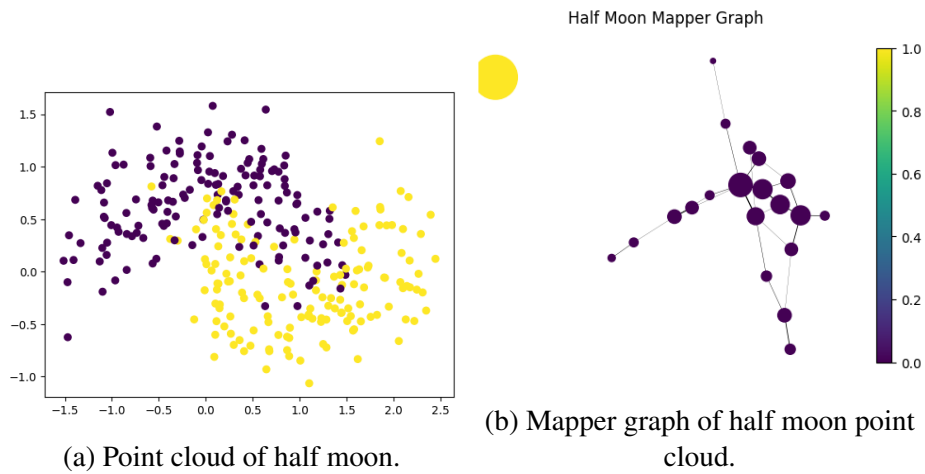 Half Moon Mapper Graph
1.5
1.0
0.5
0.0
−0.5
−1.0
−1.5 −1.0 −0.5 0.0 0.5 1.0 1.5 2.0 2.5
(a) Point cloud of half moon.
1.0
0.8
0.6
0.4
0.2
0.0
(b) Mapper graph of half moon point
cloud.